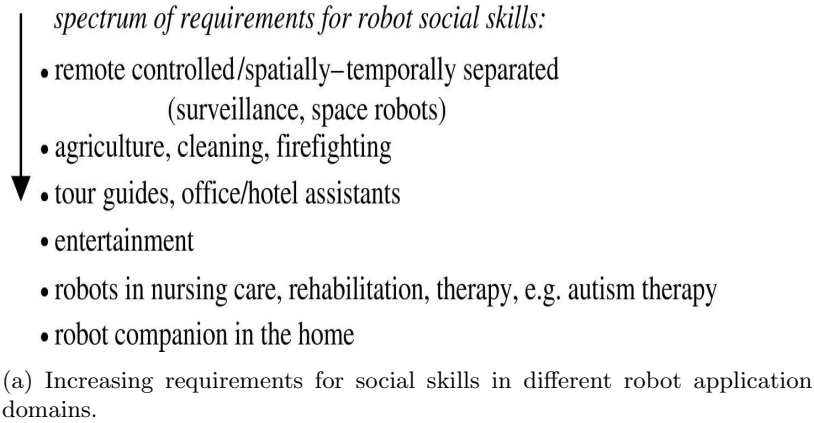 spectrum of requirements for robot social skills:
• remote controlled/spatially–temporally separated
(surveillance, space robots)
• agriculture, cleaning, firefighting
• tour guides, office/hotel assistants
• entertainment
• robots in nursing care, rehabilitation, therapy, e.g. autism therapy
• robot companion in the home
(a) Increasing requirements for social skills in different robot application
domains.